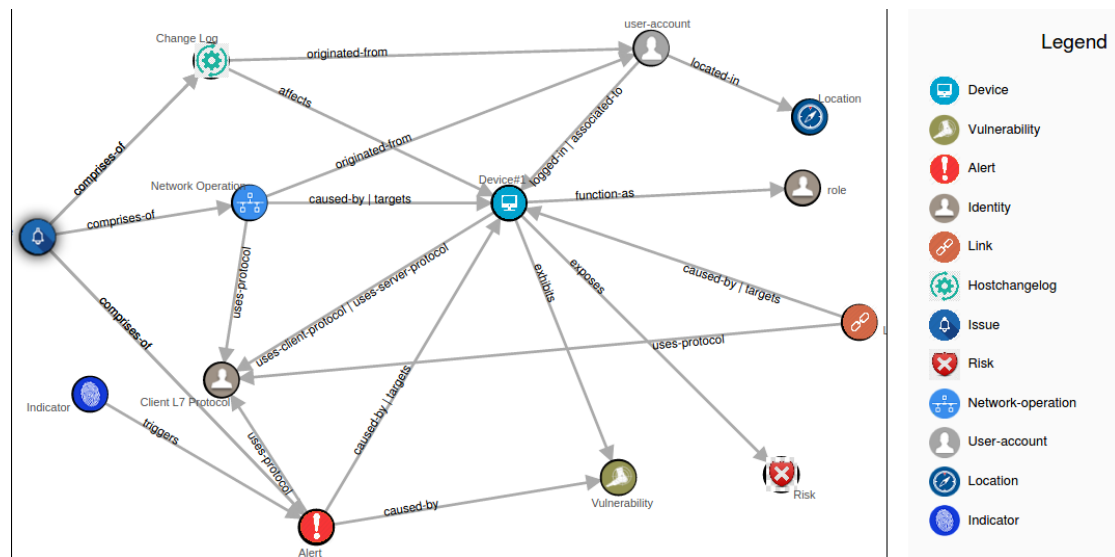 user-account
Change Log
originated-from
located-in
affects
Location
comprises-of
originated-from
logged-in | associated-to
Network Operation
Device#1
caused-by | targets
function-as
role
comprises-of
uses-protocol
uses-client-protocol | uses-server-protocol
exhibits
exposes
caused-by | targets
comprises-of
uses-protocol
Client L7 Protocol
Indicator
triggers
uses-protocol
caused-by | targets
caused-by
Vulnerability
Risk
Alert
Legend
Device
Vulnerability
Alert
Identity
Link
Hostchangelog
Issue
Risk
Network-operation
User-account
Location
Indicator